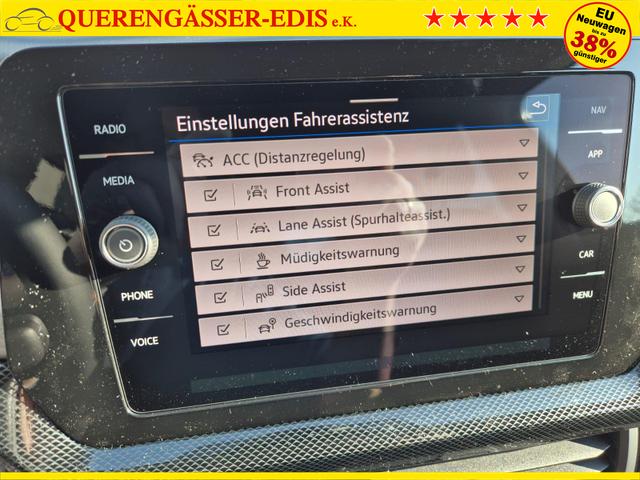 QUERENGÄSSER-EDIS e.K.
EU
Neuwagen
bis zu
38%
günstiger
RADIO
MEDIA
PHONE
VOICE
Einstellungen Fahrerassistenz
ACC (Distanzregelung)
Front Assist
Lane Assist (Spurhalteassist.)
Müdigkeitswarnung
Side Assist
Geschwindigkeitswarnung
NAV
APP
CAR
MENU